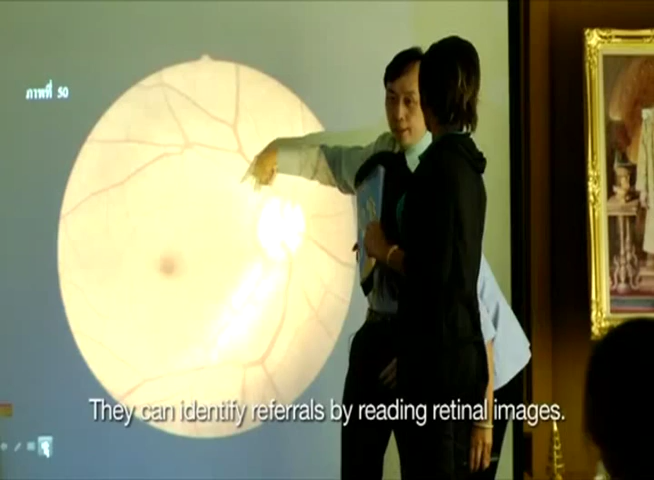 ภาพที่ 50
They can identify referrals by reading retinal images.